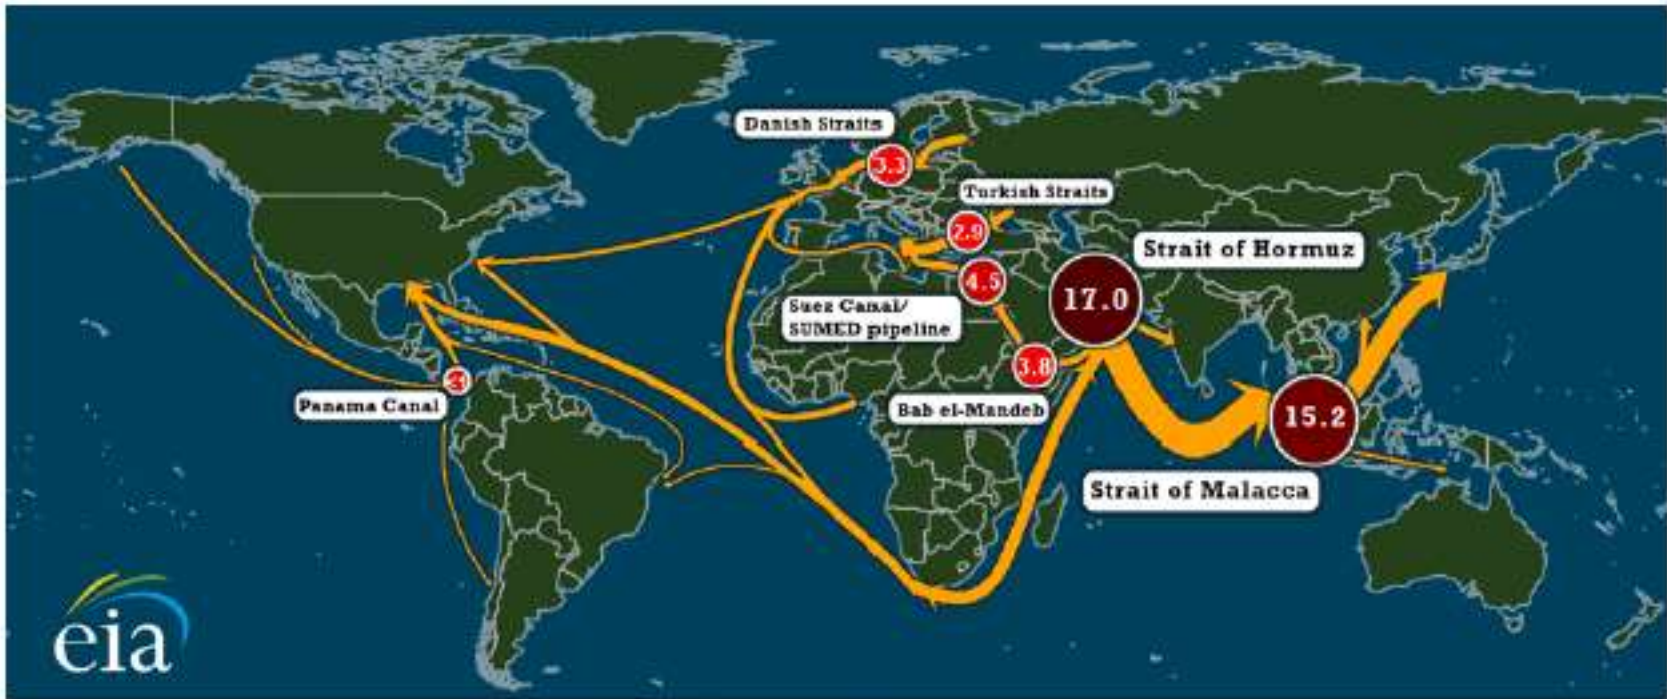 Danish Straits
3.3
Turkish Straits
2.9
Strait of Hormuz
17.0
4.5
Suez Canal/
SUMED pipeline
3.8
Bab el-Mandeb
Panama Canal
15.2
Strait of Malacca
eia